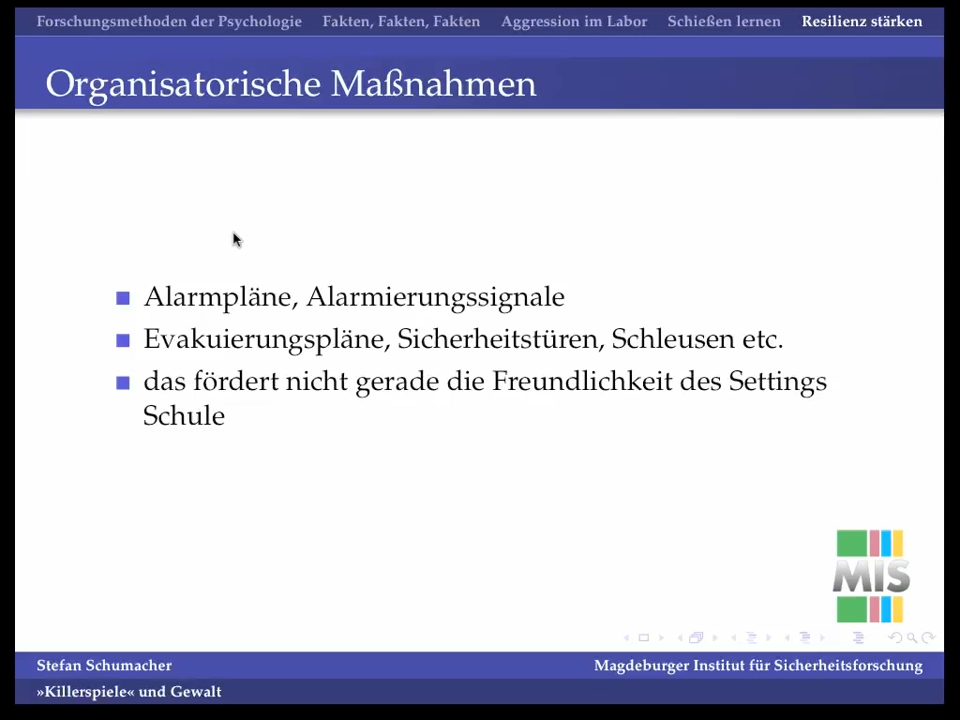 Forschungsmethoden der Psychologie Fakten, Fakten, Fakten Aggression im Labor Schießen lernen Resilienz stärken
Organisatorische Maßnahmen
Alarmpläne, Alarmierungssignale
Evakuierungspläne, Sicherheitstüren, Schleusen etc.
das fördert nicht gerade die Freundlichkeit des Settings
Schule
MIS
Stefan Schumacher Magdeburger Institut für Sicherheitsforschung
»Killerspiele« und Gewalt